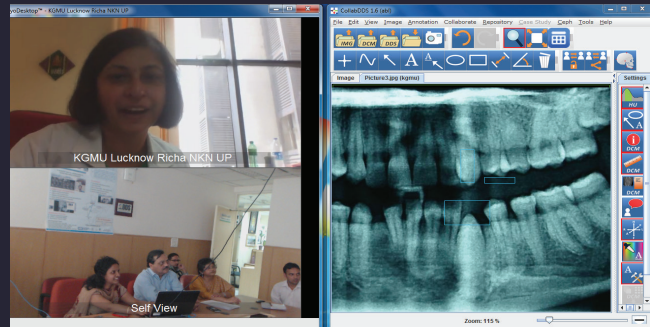 yoDesktop™ - KGMU Lucknow Richa NKN UP
KGMU Lucknow Richa NKN UP
Self View
CollabDDS 1.6 (abl)
File Edit View Image Annotation Collaborate Repository Case Study Ceph Tools Help
IMG DCM DDS
A A
Image Picture3.jpg (kgmu) Settings
HU
A
DCM
DCM
DCM
A
A
Zoom: 115 %